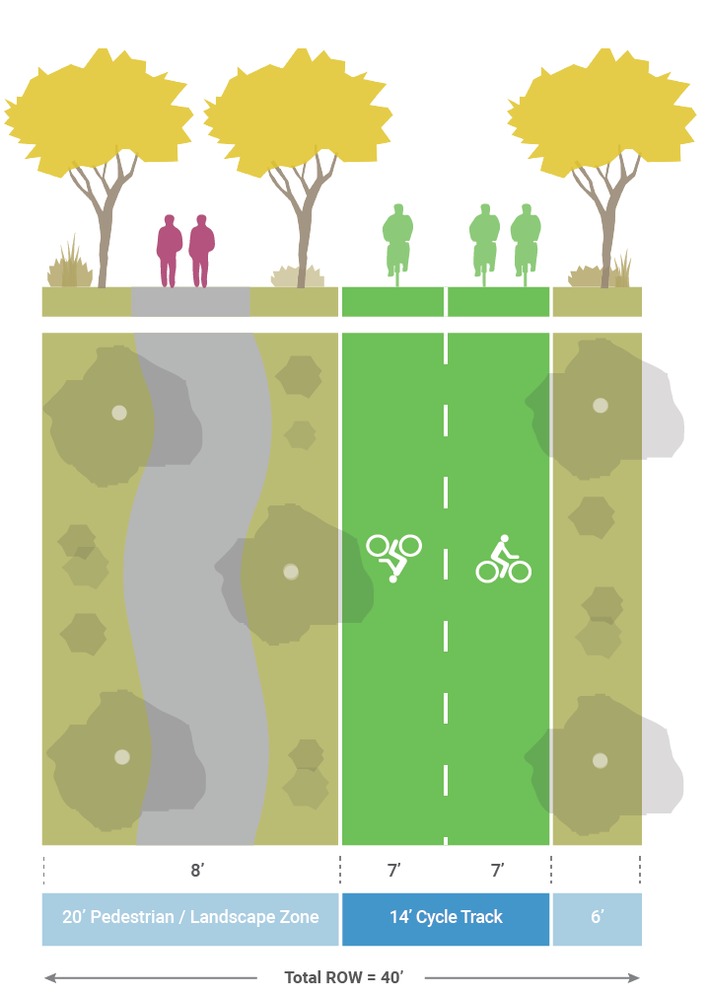 8’ 7’ 7’
20’ Pedestrian / Landscape Zone 14’ Cycle Track 6’
Total ROW = 40’